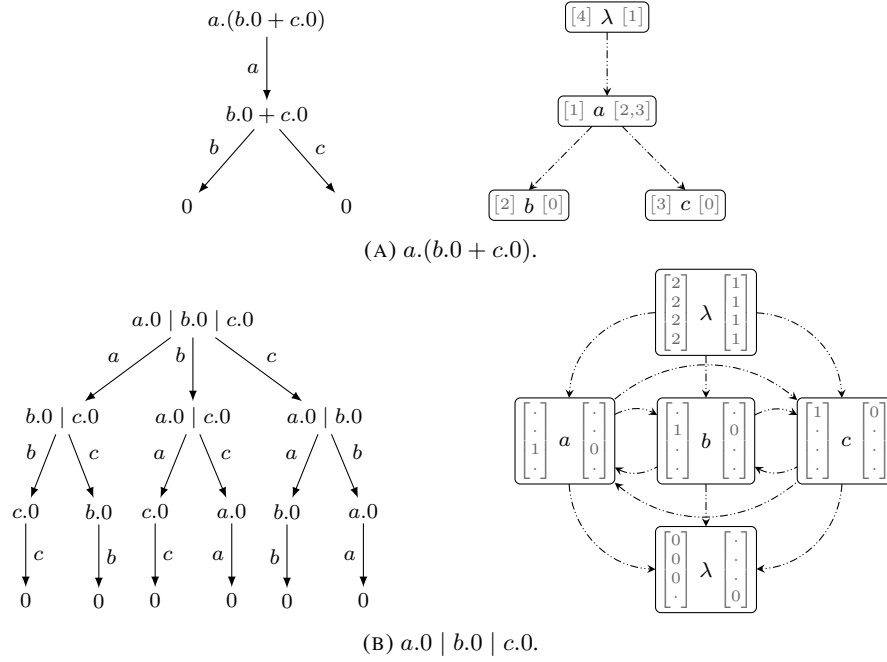 a.(b.0 + c.0)
a
b.0 + c.0
b c
0 0
[4] λ [1]
[1] a [2,3]
[2] b [0] [3] c [0]
(A) a.(b.0 + c.0).
a.0 | b.0 | c.0
a b c
b.0 | c.0 a.0 | c.0 a.0 | b.0
b c a c a b
c.0 b.0 c.0 a.0 b.0 a.0
c b c a b a
0 0 0 0 0 0
[2 2 2 2] λ [1 1 1 1]
[· · 1 ·] a [· · 0 ·]
[· 1 · ·] b [· 0 · ·]
[1 · · ·] c [0 · · ·]
[0 0 0 ·] λ [· · · 0]
(B) a.0 | b.0 | c.0.